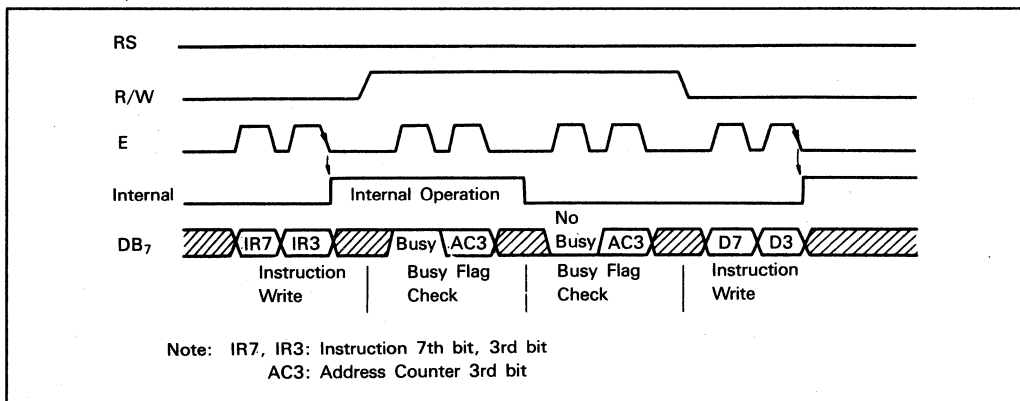 RS
R/W
E
Internal Internal Operation
No
DB7 IR7 IR3 Busy AC3 Busy AC3 D7 D3
Instruction Busy Flag Busy Flag Instruction
Write Check Check Write
Note: IR7, IR3: Instruction 7th bit, 3rd bit
AC3: Address Counter 3rd bit